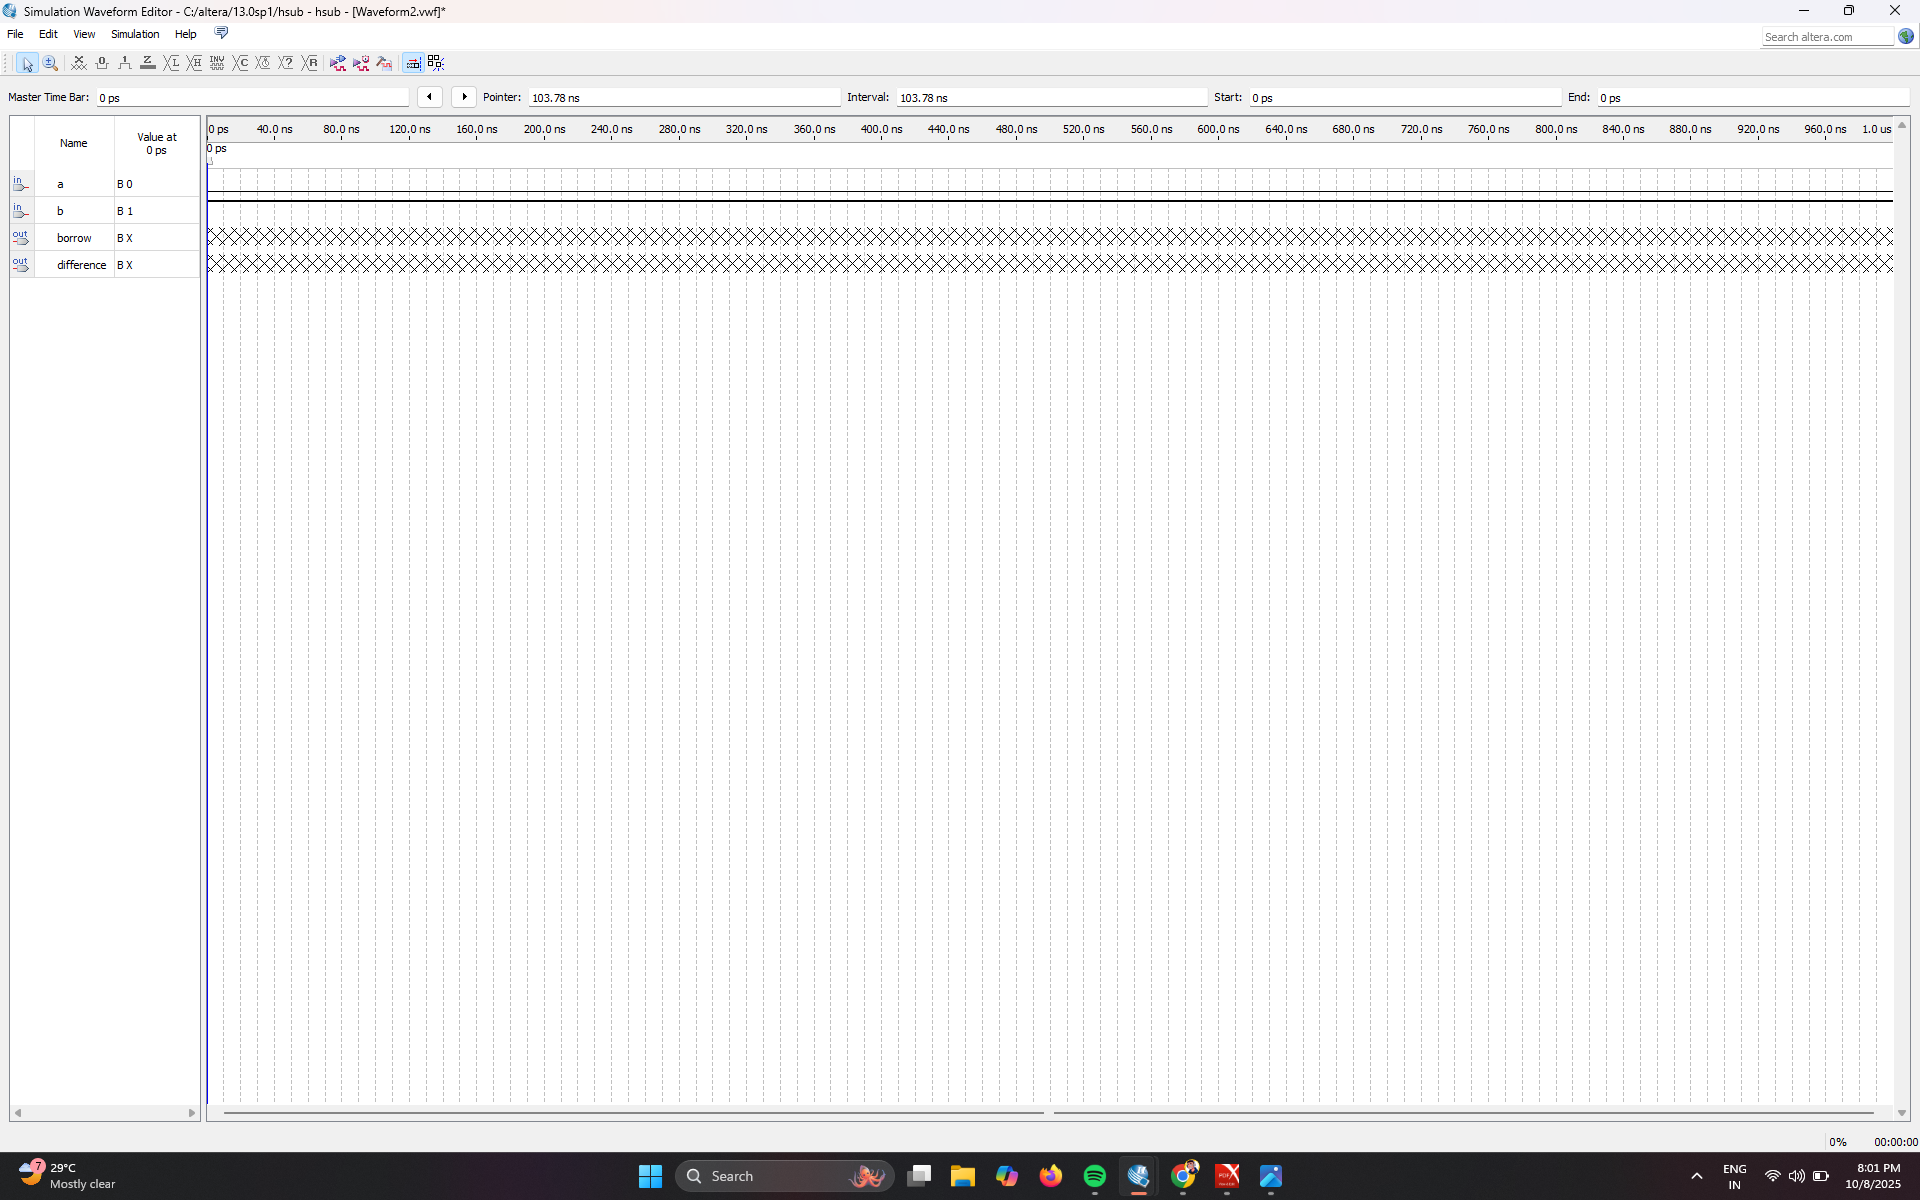 Simulation Waveform Editor - C:/altera/13.0sp1/hsub - hsub - [Waveform2.vwf]*
File Edit View Simulation Help
Search altera.com
Master Time Bar: 0 ps Pointer: 103.78 ns Interval: 103.78 ns Start: 0 ps End: 0 ps
Name Value at 0 ps
0 ps 40.0 ns 80.0 ns 120.0 ns 160.0 ns 200.0 ns 240.0 ns 280.0 ns 320.0 ns 360.0 ns 400.0 ns 440.0 ns 480.0 ns 520.0 ns 560.0 ns 600.0 ns 640.0 ns 680.0 ns 720.0 ns 760.0 ns 800.0 ns 840.0 ns 880.0 ns 920.0 ns 960.0 ns 1.0 us
0 ps
in a B 0
in b B 1
out borrow B X
out difference B X
0% 00:00:00
7
29°C
Mostly clear
Search
ENG
IN
8:01 PM
10/8/2025